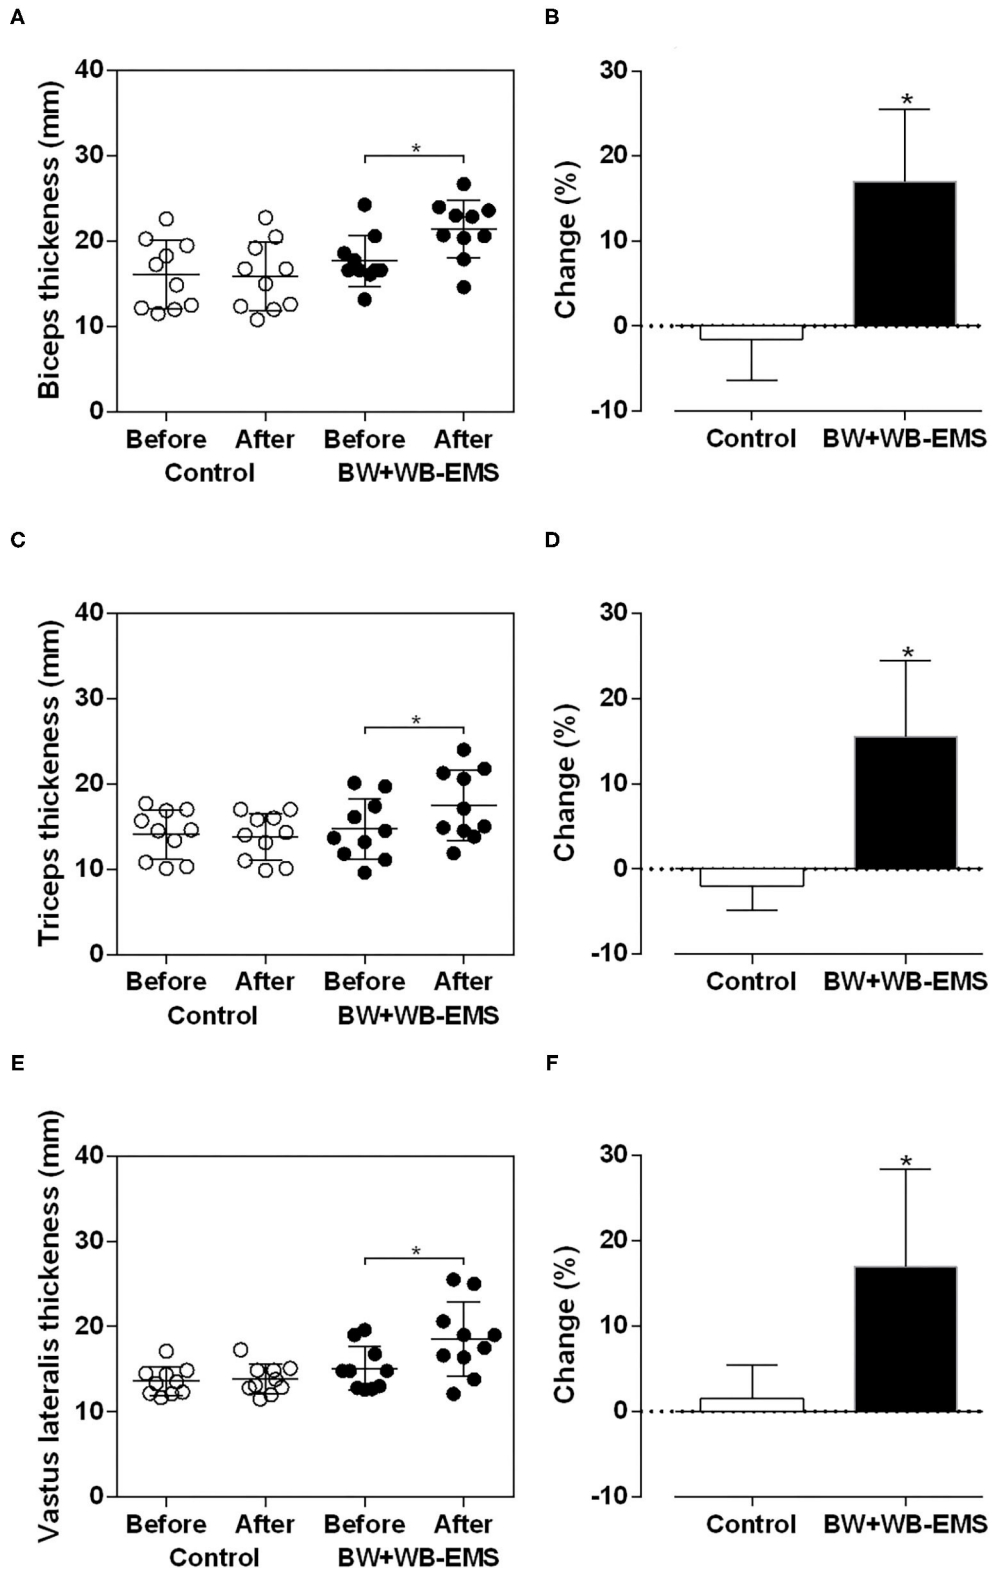 A
B
Biceps thickeness (mm)
40
30
20
10
0
*
Before After Before After
Control BW+WB-EMS
Change (%)
30
20
10
0
-10
*
Control BW+WB-EMS
C
D
Triceps thickeness (mm)
40
30
20
10
0
*
Before After Before After
Control BW+WB-EMS
Change (%)
30
20
10
0
-10
*
Control BW+WB-EMS
E
F
Vastus lateralis thickeness (mm)
40
30
20
10
0
*
Before After Before After
Control BW+WB-EMS
Change (%)
30
20
10
0
-10
*
Control BW+WB-EMS